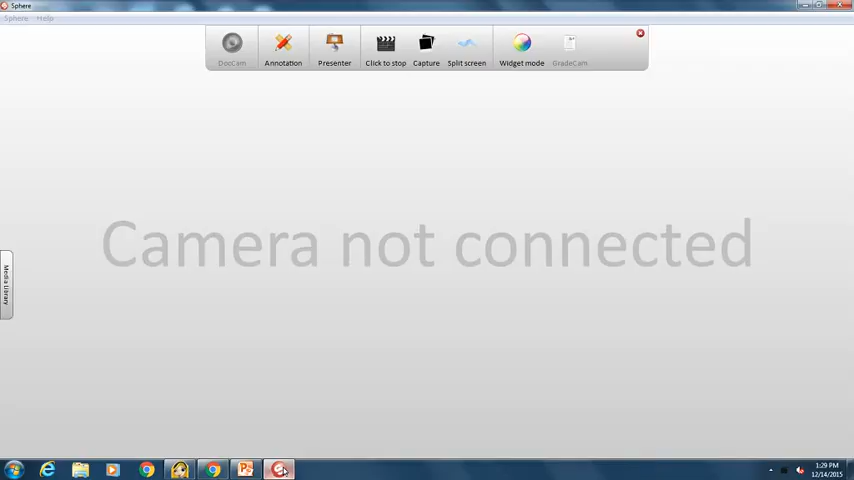 Sphere
Sphere Help
DocCam Annotation Presenter Click to stop Capture Split screen Widget mode GradeCam
Camera not connected
Media Library
1:29 PM
12/14/2015